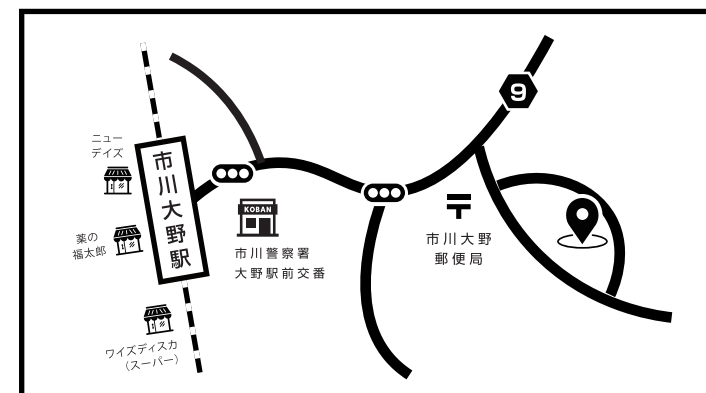 ニュー
デイズ
市川大野駅
薬の
福太郎
ワイズディスカ
（スーパー）
KOBAN
市川警察署
大野駅前交番
〒
市川大野
郵便局
9